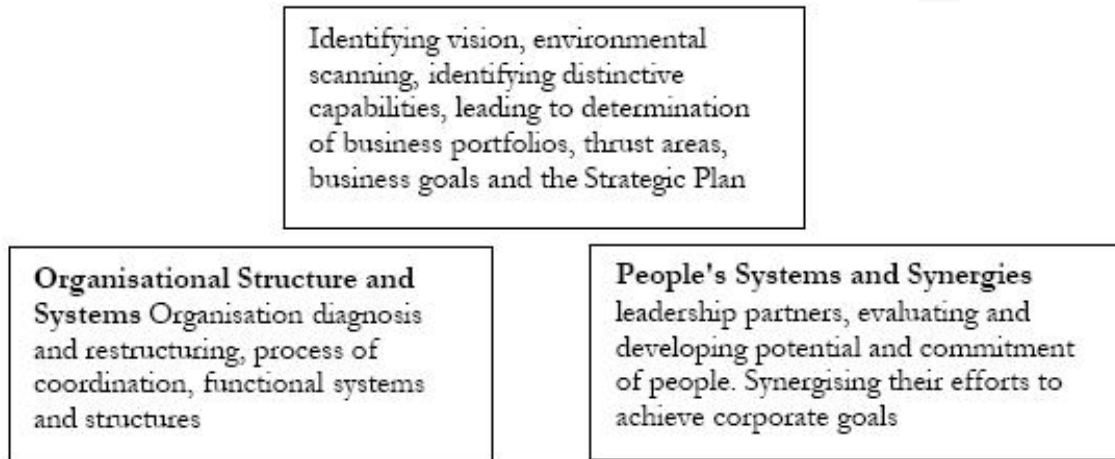 Identifying vision, environmental
scanning, identifying distinctive
capabilities, leading to determination
of business portfolios, thrust areas,
business goals and the Strategic Plan
Organisational Structure and
Systems Organisation diagnosis
and restructuring, process of
coordination, functional systems
and structures
People's Systems and Synergies
leadership partners, evaluating and
developing potential and commitment
of people. Synergising their efforts to
achieve corporate goals